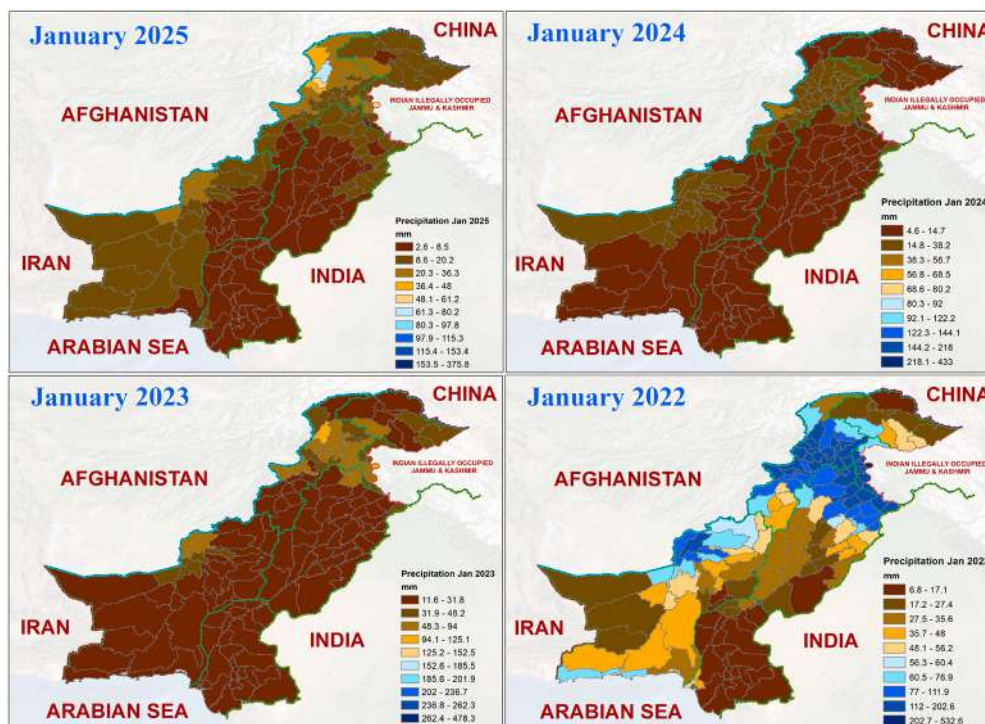 January 2025
CHINA
AFGHANISTAN
INDIAN ILLEGALLY OCCUPIED
JAMMU & KASHMIR
IRAN
INDIA
ARABIAN SEA
Precipitation Jan 2025
mm
2.6 - 8.5
8.6 - 20.2
20.3 - 36.3
36.4 - 48
48.1 - 61.2
61.3 - 80.2
80.3 - 97.8
97.9 - 115.3
115.4 - 153.4
153.5 - 375.8
January 2024
CHINA
AFGHANISTAN
INDIAN ILLEGALLY OCCUPIED
JAMMU & KASHMIR
IRAN
INDIA
ARABIAN SEA
Precipitation Jan 2024
mm
4.6 - 14.7
14.8 - 38.2
38.3 - 56.7
56.8 - 68.5
68.6 - 80.2
80.3 - 92
92.1 - 122.2
122.3 - 144.1
144.2 - 218
218.1 - 433
January 2023
CHINA
AFGHANISTAN
INDIAN ILLEGALLY OCCUPIED
JAMMU & KASHMIR
IRAN
INDIA
ARABIAN SEA
Precipitation Jan 2023
mm
11.6 - 31.8
31.9 - 48.2
48.3 - 94
94.1 - 125.1
125.2 - 152.5
152.6 - 185.5
185.6 - 201.9
202 - 236.7
236.8 - 262.3
262.4 - 478.3
January 2022
CHINA
AFGHANISTAN
INDIAN ILLEGALLY OCCUPIED
JAMMU & KASHMIR
IRAN
INDIA
ARABIAN SEA
Precipitation Jan
mm
6.8 - 17.1
17.2 - 27.4
27.5 - 35.6
35.7 - 48
48.1 - 56.2
56.3 - 60.4
60.5 - 76.9
77 - 111.9
112 - 202.6
202.7 - 532.6